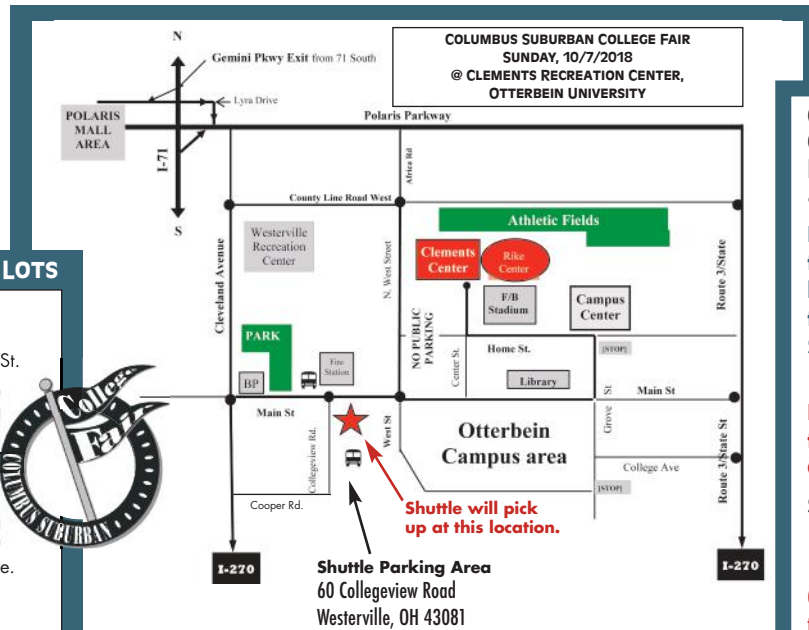 COLUMBUS SUBURBAN COLLEGE FAIR
SUNDAY, 10/7/2018
@ CLEMENTS RECREATION CENTER,
OTTERBEIN UNIVERSITY
N
Gemini Pkwy Exit from 71 South
Lyra Drive
POLARIS
MALL
AREA
I-71
S
Polaris Parkway
Africa Rd
County Line Road West
Westerville
Recreation
Center
Cleveland Avenue
N. West Street
Athletic Fields
Clements
Center
Rike
Center
F/B
Stadium
Campus
Center
Route 3/State
NO PUBLIC
PARKING
PARK
BP
Fire
Station
Center St.
Home St.
[STOP]
Library
Main St
Main St
Grove St
Collegeview Rd.
West St
Otterbein
Campus area
College Ave
[STOP]
Route 3/State St
Cooper Rd.
Shuttle will pick
up at this location.
I-270
I-270
Shuttle Parking Area
60 Collegeview Road
Westerville, OH 43081
LOTS
St.
College
Fair
COLUMBUS SUBURBAN
e.